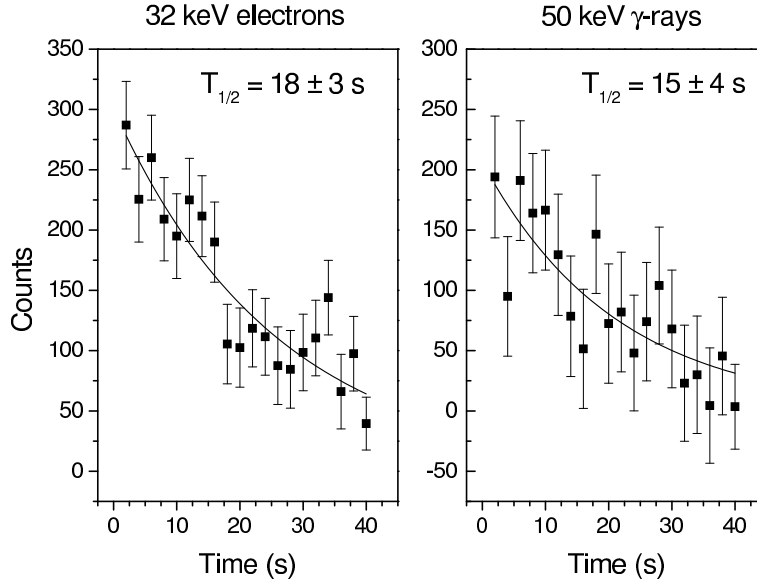 32 keV electrons
50 keV γ-rays
T1/2 = 18 ± 3 s
T1/2 = 15 ± 4 s
Counts
350
300
250
200
150
100
50
0
300
250
200
150
100
50
0
-50
0 10 20 30 40
0 10 20 30 40
Time (s)
Time (s)